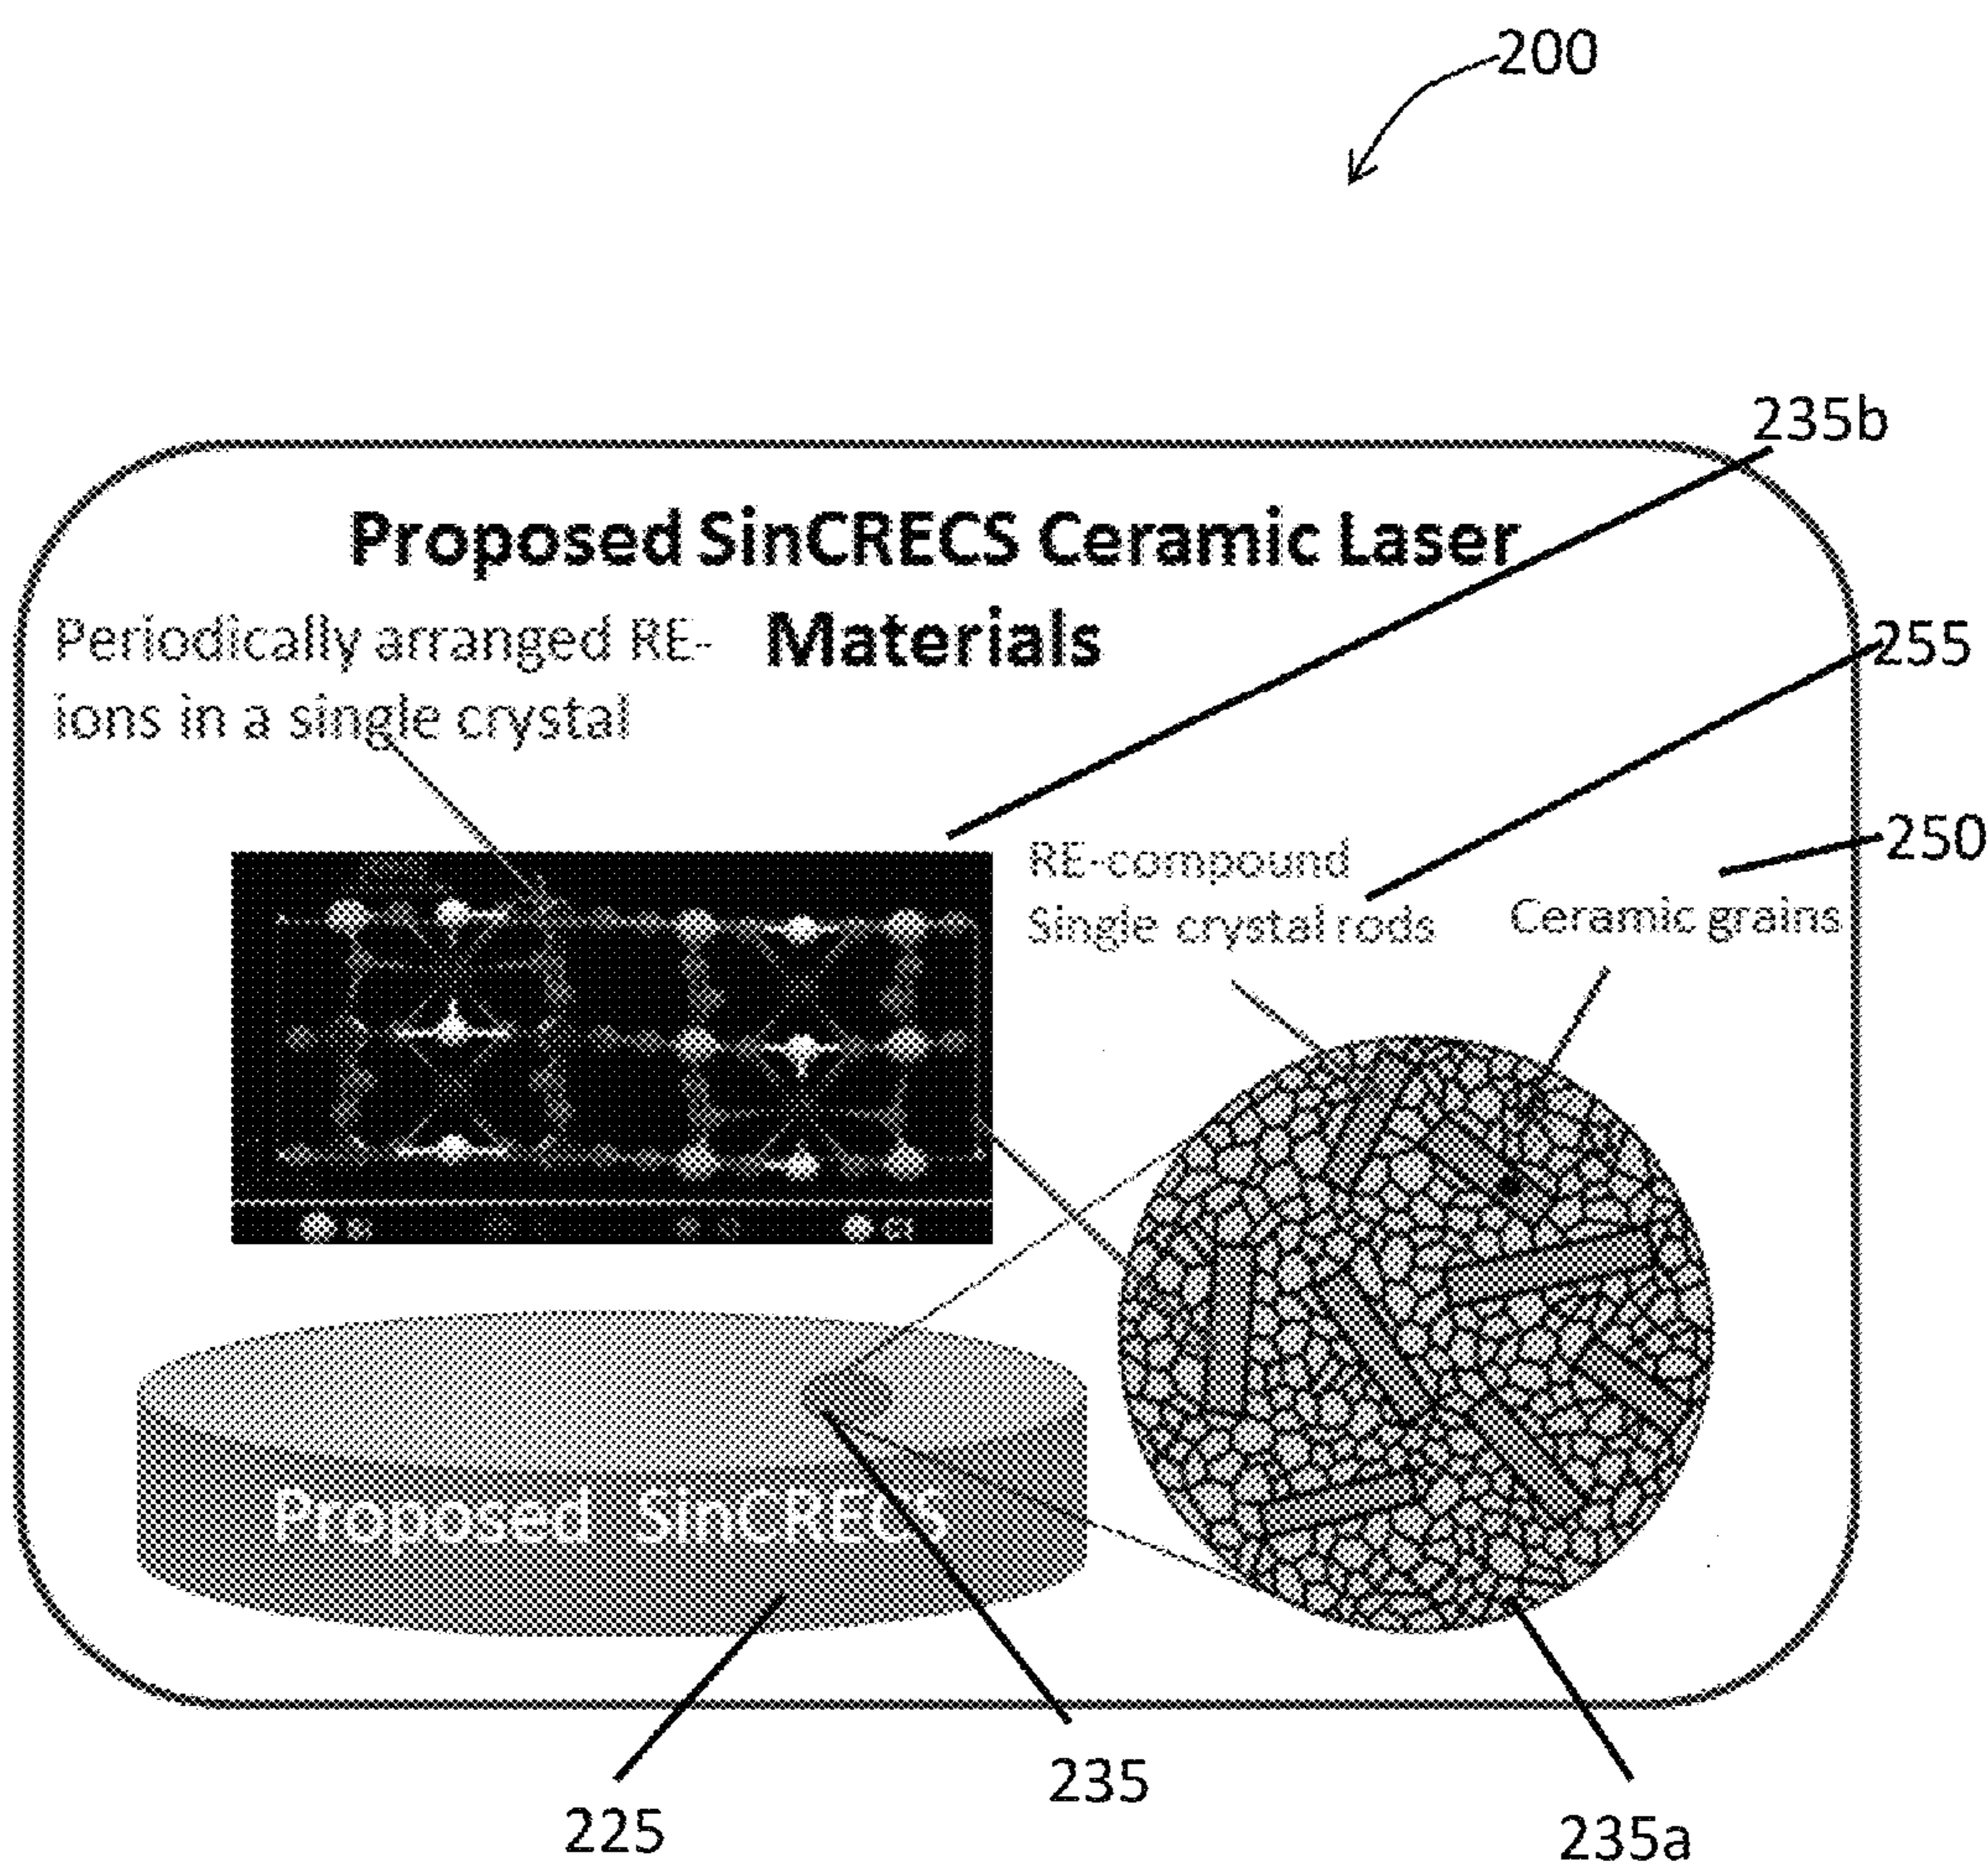 200
235b
Proposed SinCRECS Ceramic Laser
Materials
Periodically arranged RE-
ions in a single crystal
255
250
RE-compound
Single crystal rods
Ceramic grains
Proposed SinCRECS
235
225
235a